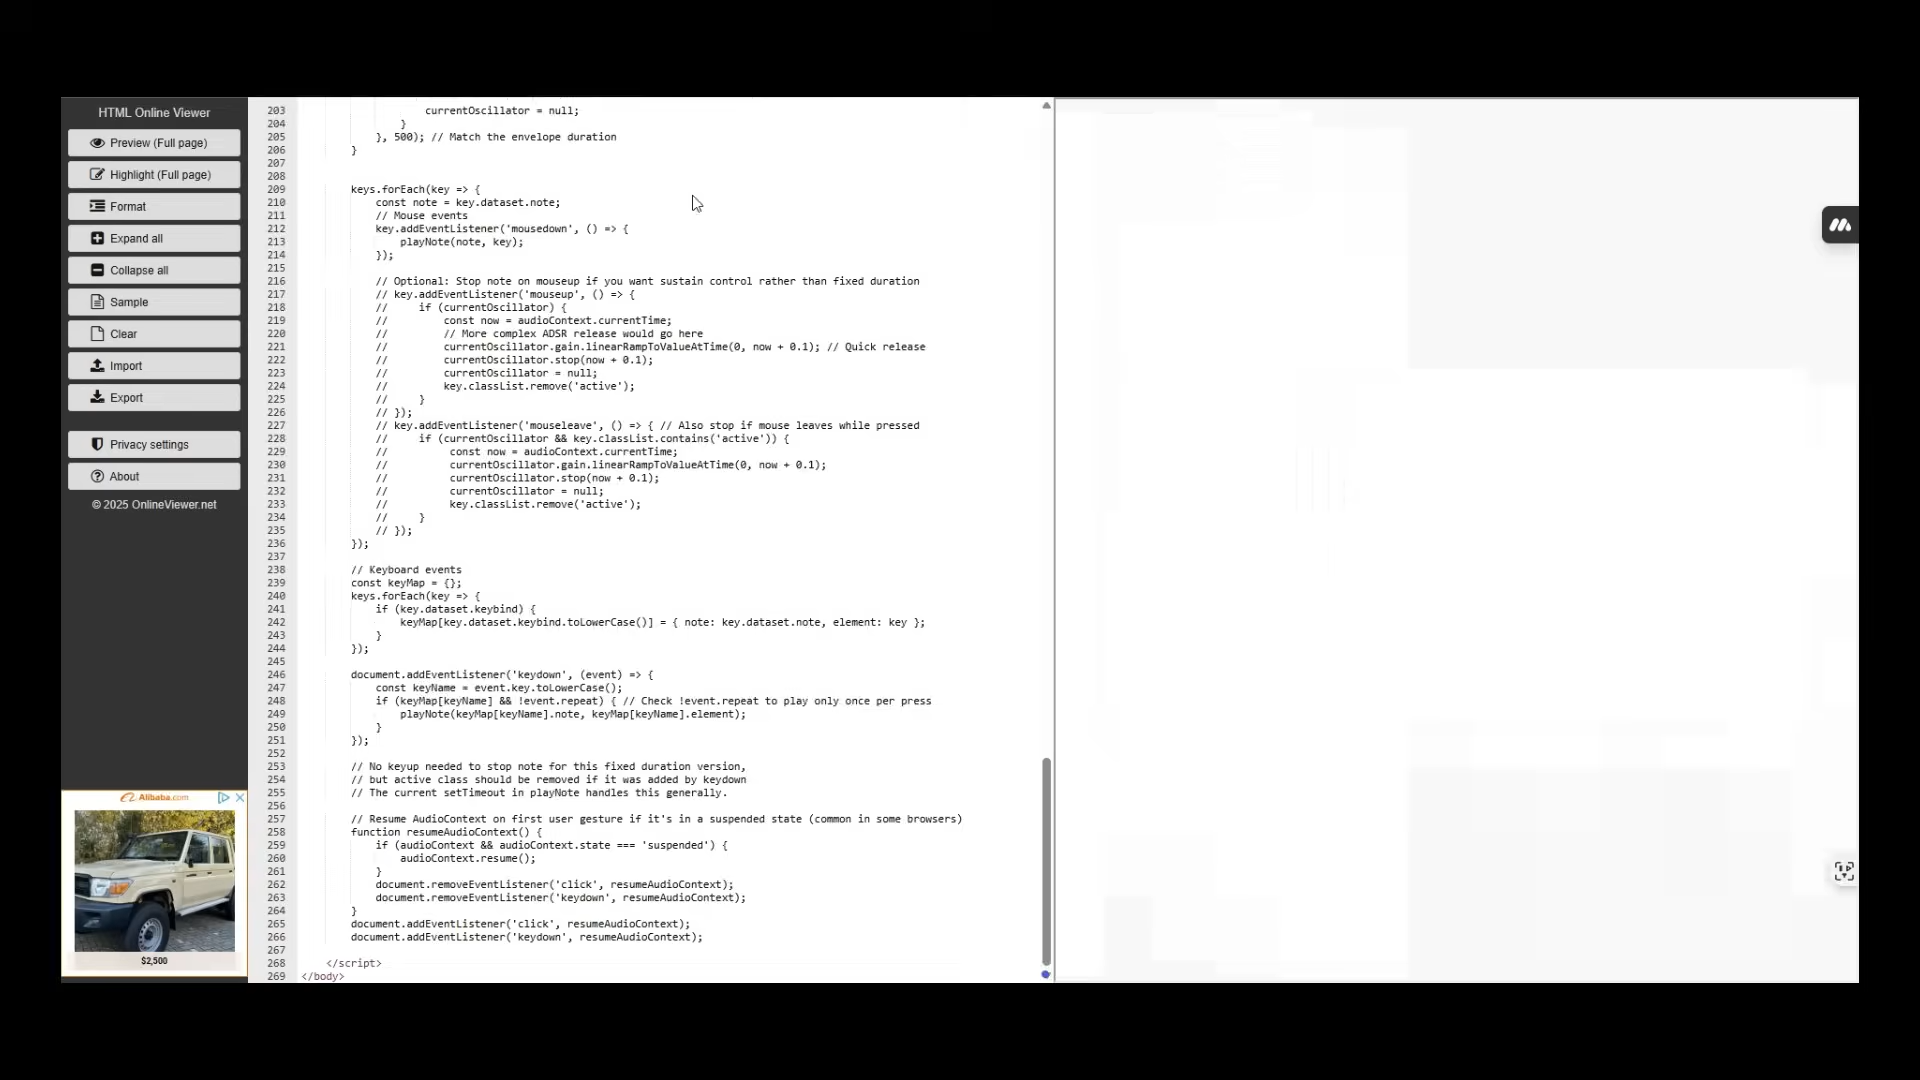 HTML Online Viewer
Preview (Full page)
Highlight (Full page)
Format
Expand all
Collapse all
Sample
Clear
Import
Export
Privacy settings
About
© 2025 OnlineViewer.net
Alibaba.com
$2,500
203 currentOscillator = null;
204 }
205 }, 500); // Match the envelope duration
206 }
207
208
209 keys.forEach(key => {
210 const note = key.dataset.note;
211 // Mouse events
212 key.addEventListener('mousedown', () => {
213 playNote(note, key);
214 });
215
216 // Optional: Stop note on mouseup if you want sustain control rather than fixed duration
217 // key.addEventListener('mouseup', () => {
218 // if (currentOscillator) {
219 // const now = audioContext.currentTime;
220 // // More complex ADSR release would go here
221 // currentOscillator.gain.linearRampToValueAtTime(0, now + 0.1); // Quick release
222 // currentOscillator.stop(now + 0.1);
223 // currentOscillator = null;
224 // key.classList.remove('active');
225 // }
226 // });
227 // key.addEventListener('mouseleave', () => { // Also stop if mouse leaves while pressed
228 // if (currentOscillator && key.classList.contains('active')) {
229 // const now = audioContext.currentTime;
230 // currentOscillator.gain.linearRampToValueAtTime(0, now + 0.1);
231 // currentOscillator.stop(now + 0.1);
232 // currentOscillator = null;
233 // key.classList.remove('active');
234 // }
235 // });
236 });
237
238 // Keyboard events
239 const keyMap = {};
240 keys.forEach(key => {
241 if (key.dataset.keybind) {
242 keyMap[key.dataset.keybind.toLowerCase()] = { note: key.dataset.note, element: key };
243 }
244 });
245
246 document.addEventListener('keydown', (event) => {
247 const keyName = event.key.toLowerCase();
248 if (keyMap[keyName] && !event.repeat) { // Check !event.repeat to play only once per press
249 playNote(keyMap[keyName].note, keyMap[keyName].element);
250 }
251 });
252
253 // No keyup needed to stop note for this fixed duration version,
254 // but active class should be removed if it was added by keydown
255 // The current setTimeout in playNote handles this generally.
256
257 // Resume AudioContext on first user gesture if it's in a suspended state (common in some browsers)
258 function resumeAudioContext() {
259 if (audioContext && audioContext.state === 'suspended') {
260 audioContext.resume();
261 }
262 document.removeEventListener('click', resumeAudioContext);
263 document.removeEventListener('keydown', resumeAudioContext);
264 }
265 document.addEventListener('click', resumeAudioContext);
266 document.addEventListener('keydown', resumeAudioContext);
267
268 </script>
269 </body>